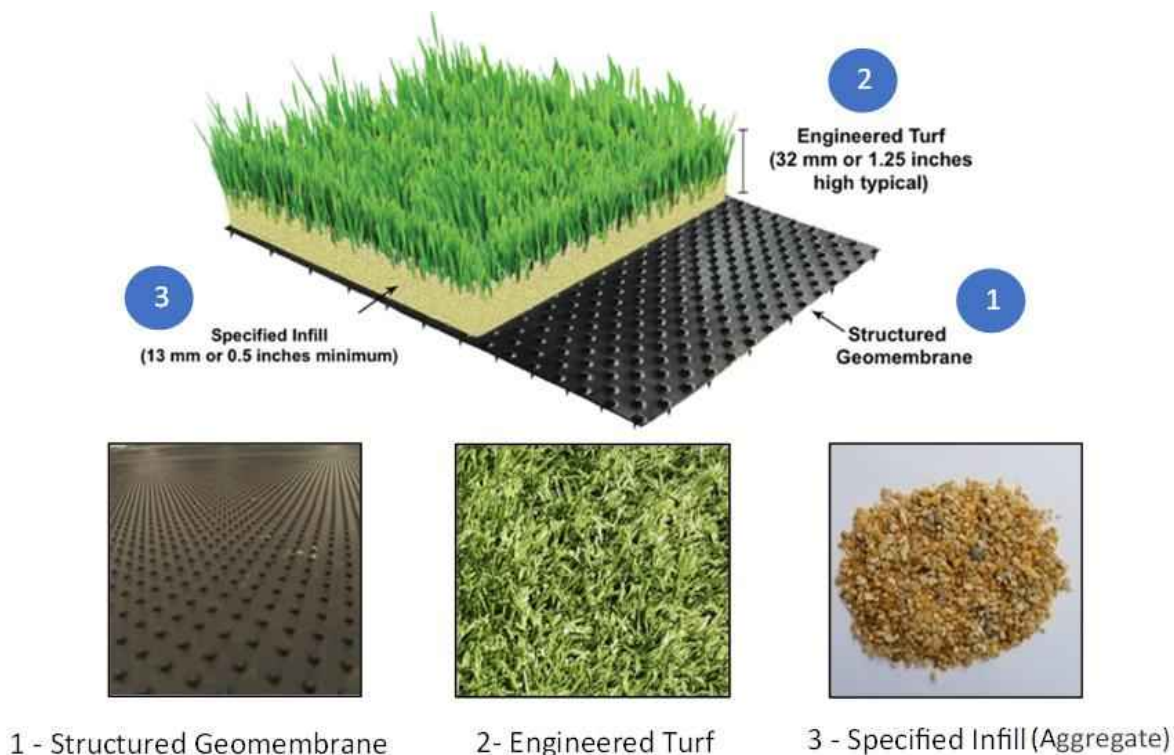 2
Engineered Turf
(32 mm or 1.25 inches
high typical)
3
Specified Infill
(13 mm or 0.5 inches minimum)
1
Structured
Geomembrane
1 - Structured Geomembrane
2- Engineered Turf
3 - Specified Infill (Aggregate)